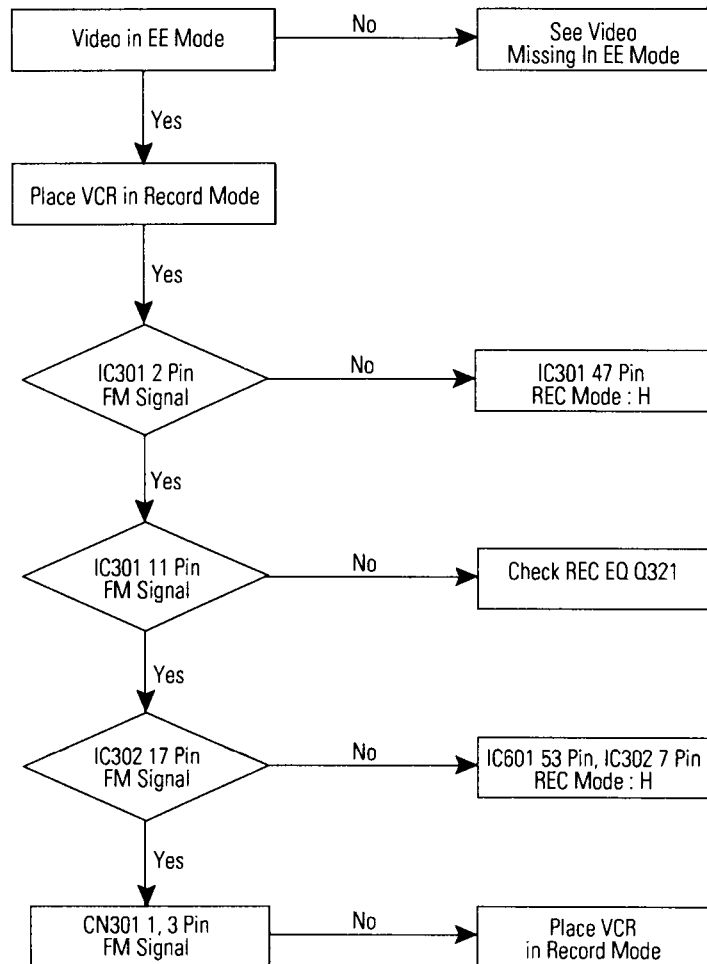 Video in EE Mode
No
See Video
Missing In EE Mode
Yes
Place VCR in Record Mode
Yes
IC301 2 Pin
FM Signal
No
IC301 47 Pin
REC Mode : H
Yes
IC301 11 Pin
FM Signal
No
Check REC EQ Q321
Yes
IC302 17 Pin
FM Signal
No
IC601 53 Pin, IC302 7 Pin
REC Mode : H
Yes
CN301 1, 3 Pin
FM Signal
No
Place VCR
in Record Mode